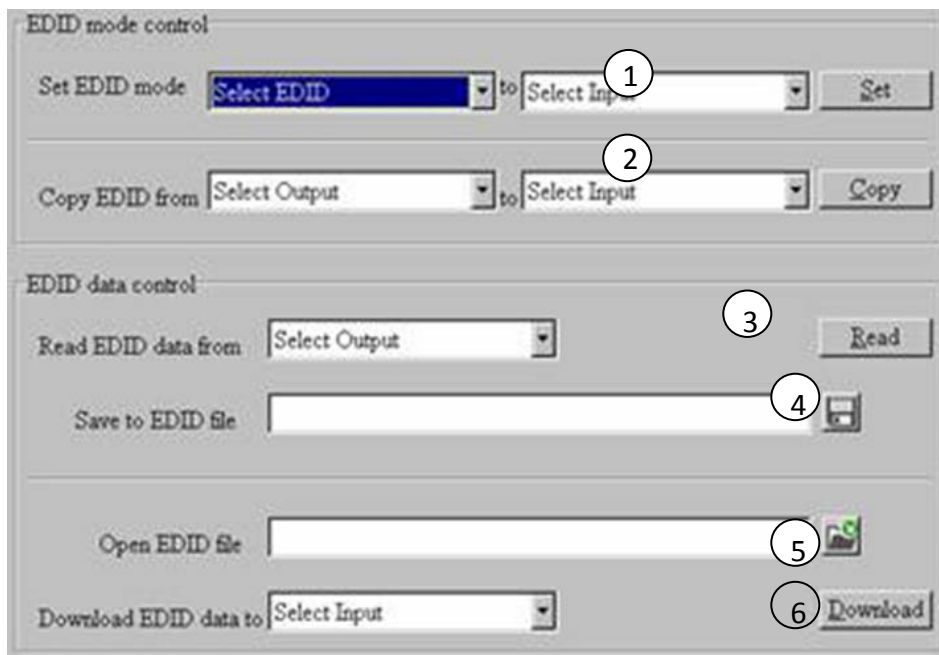 EDID mode control
1
Set EDID mode Select EDID to Select Input Set
2
Copy EDID from Select Output to Select Input Copy
EDID data control
3
Read EDID data from Select Output Read
4
Save to EDID file
Open EDID file
5
Download EDID data to Select Input 6 Download